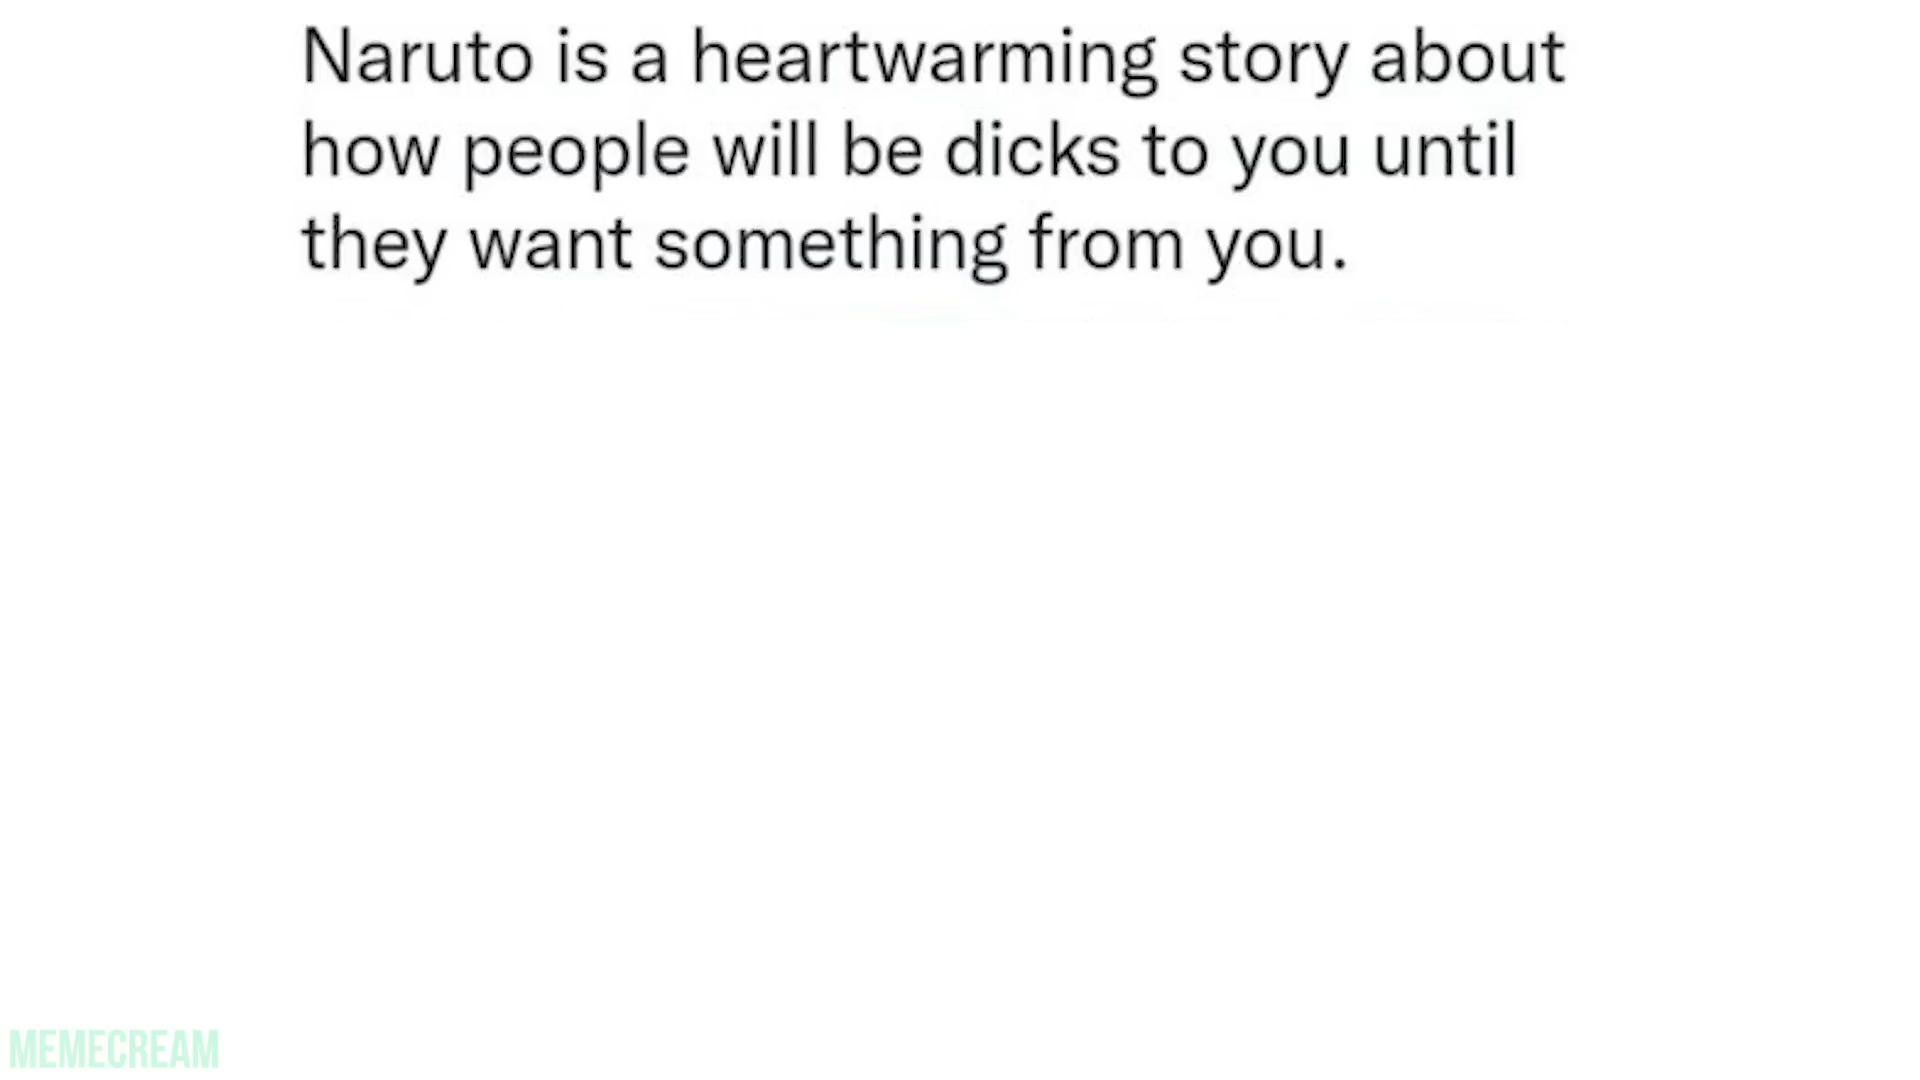 Naruto is a heartwarming story about
how people will be dicks to you until
they want something from you.
MEMECREAM